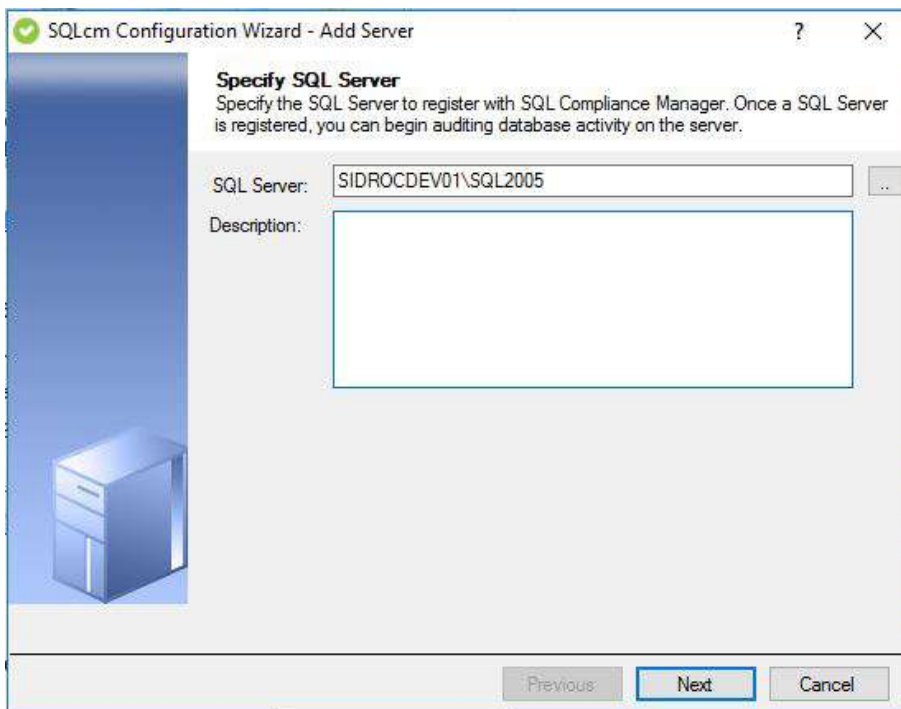 SQLcm Configuration Wizard - Add Server ? X
Specify SQL Server
Specify the SQL Server to register with SQL Compliance Manager. Once a SQL Server
is registered, you can begin auditing database activity on the server.
SQL Server: SIDROCDEV01\SQL2005 ..
Description:
Previous Next Cancel